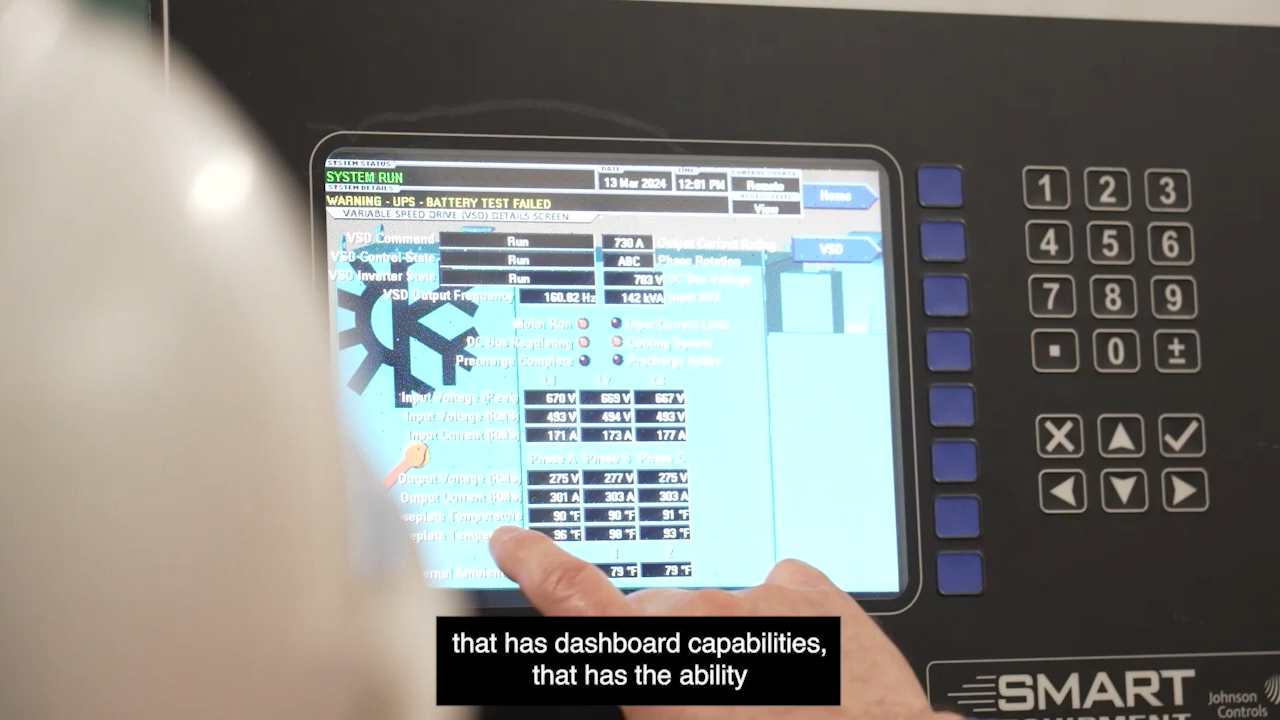 SYSTEM STATUS
SYSTEM RUN
SYSTEM DETAILS
WARNING - UPS - BATTERY TEST FAILED
DATE
13 Mar 2024
TIME
12:01 PM
CONTROL SOURCE
Remote
ACCESS LEVEL
View
Home
VARIABLE SPEED DRIVE (VSD) DETAILS SCREEN
VSD
VSD Command Run 730 A Output Current Rating
VSD Control State Run ABC Phase Rotation
VSD Inverter State Run 783 V DC Bus Voltage
VSD Output Frequency 160.82 Hz 142 kVA Input kVA
Motor Run Input Current Limit
DC Bus Regulating Cooling System
Precharge Complete Precharge Active
L1 L2 L3
Input Voltage (Peak) 670 V 669 V 667 V
Input Voltage (RMS) 493 V 494 V 493 V
Input Current (RMS) 171 A 173 A 177 A
Phase A Phase B Phase C
Output Voltage (RMS) 275 V 277 V 275 V
Output Current (RMS) 301 A 303 A 303 A
Temperature 90 °F 90 °F 91 °F
96 °F 98 °F 93 °F
1 2
79 °F 79 °F
1 2 3
4 5 6
7 8 9
. 0 ±
SMART
Johnson
Controls
that has dashboard capabilities,
that has the ability